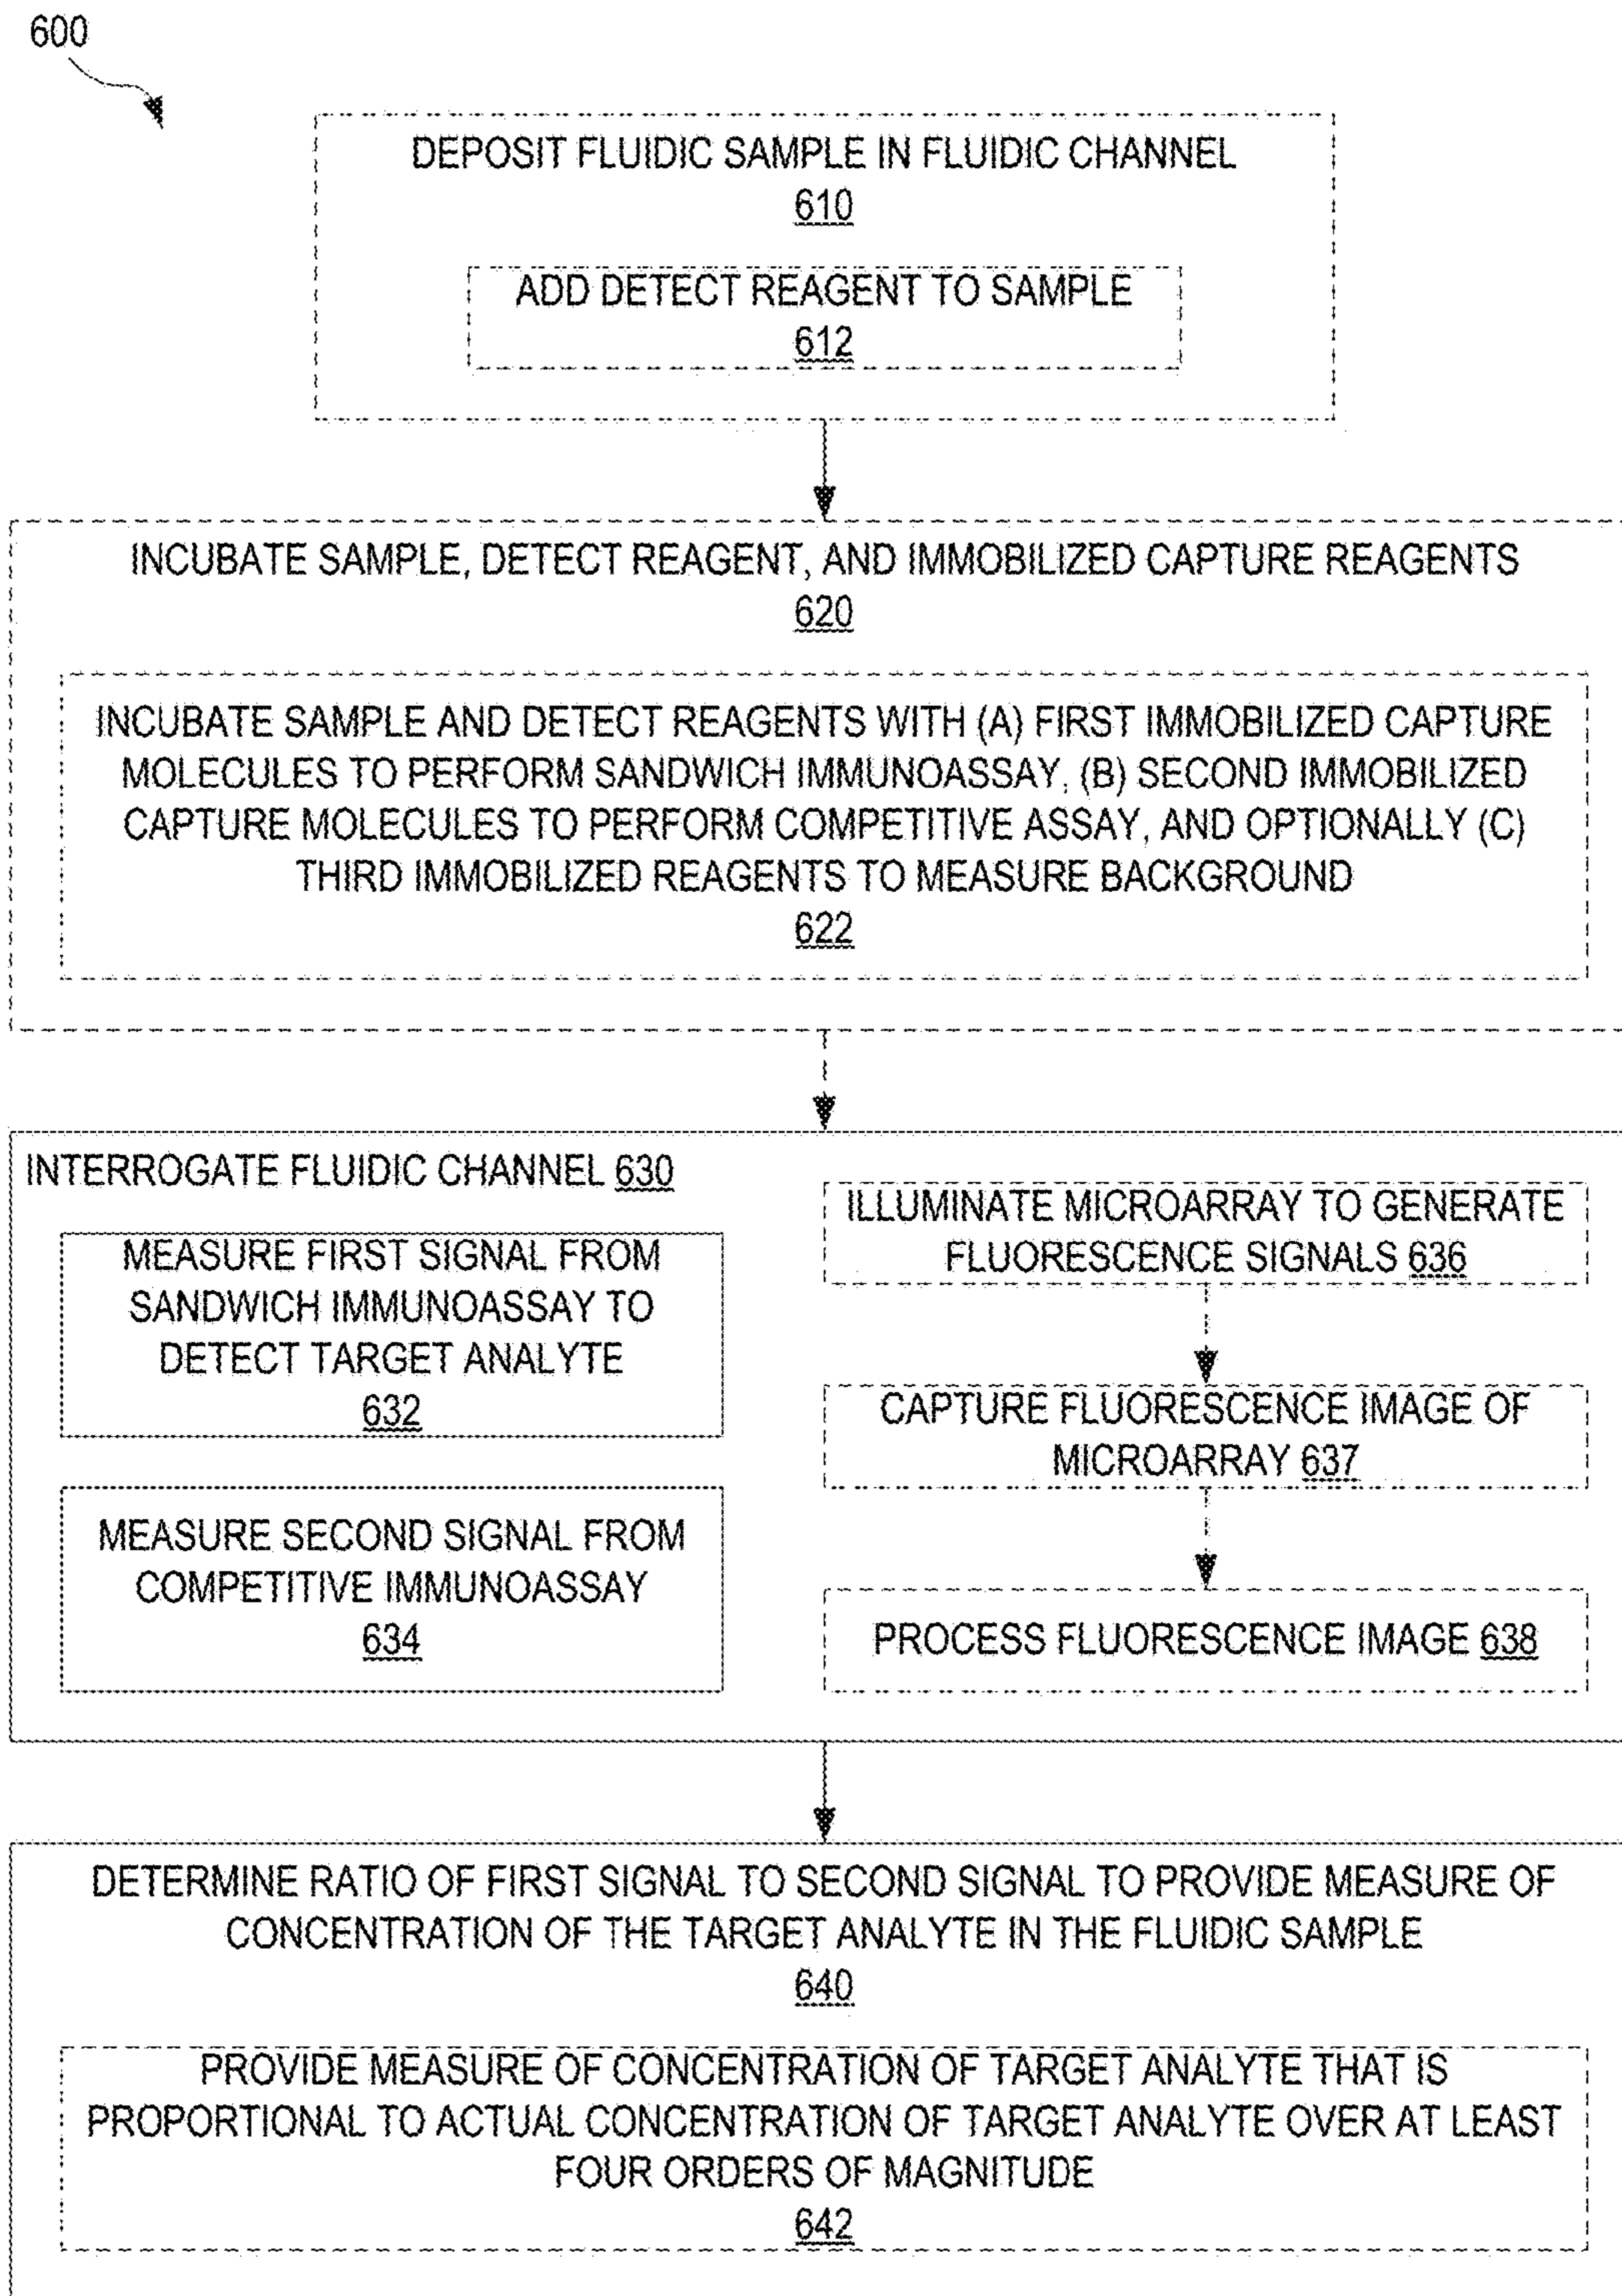 600
DEPOSIT FLUIDIC SAMPLE IN FLUIDIC CHANNEL
610
ADD DETECT REAGENT TO SAMPLE
612
INCUBATE SAMPLE, DETECT REAGENT, AND IMMOBILIZED CAPTURE REAGENTS
620
INCUBATE SAMPLE AND DETECT REAGENTS WITH (A) FIRST IMMOBILIZED CAPTURE
MOLECULES TO PERFORM SANDWICH IMMUNOASSAY, (B) SECOND IMMOBILIZED
CAPTURE MOLECULES TO PERFORM COMPETITIVE ASSAY, AND OPTIONALLY (C)
THIRD IMMOBILIZED REAGENTS TO MEASURE BACKGROUND
622
INTERROGATE FLUIDIC CHANNEL 630
MEASURE FIRST SIGNAL FROM
SANDWICH IMMUNOASSAY TO
DETECT TARGET ANALYTE
632
MEASURE SECOND SIGNAL FROM
COMPETITIVE IMMUNOASSAY
634
ILLUMINATE MICROARRAY TO GENERATE
FLUORESCENCE SIGNALS 636
CAPTURE FLUORESCENCE IMAGE OF
MICROARRAY 637
PROCESS FLUORESCENCE IMAGE 638
DETERMINE RATIO OF FIRST SIGNAL TO SECOND SIGNAL TO PROVIDE MEASURE OF
CONCENTRATION OF THE TARGET ANALYTE IN THE FLUIDIC SAMPLE
640
PROVIDE MEASURE OF CONCENTRATION OF TARGET ANALYTE THAT IS
PROPORTIONAL TO ACTUAL CONCENTRATION OF TARGET ANALYTE OVER AT LEAST
FOUR ORDERS OF MAGNITUDE
642